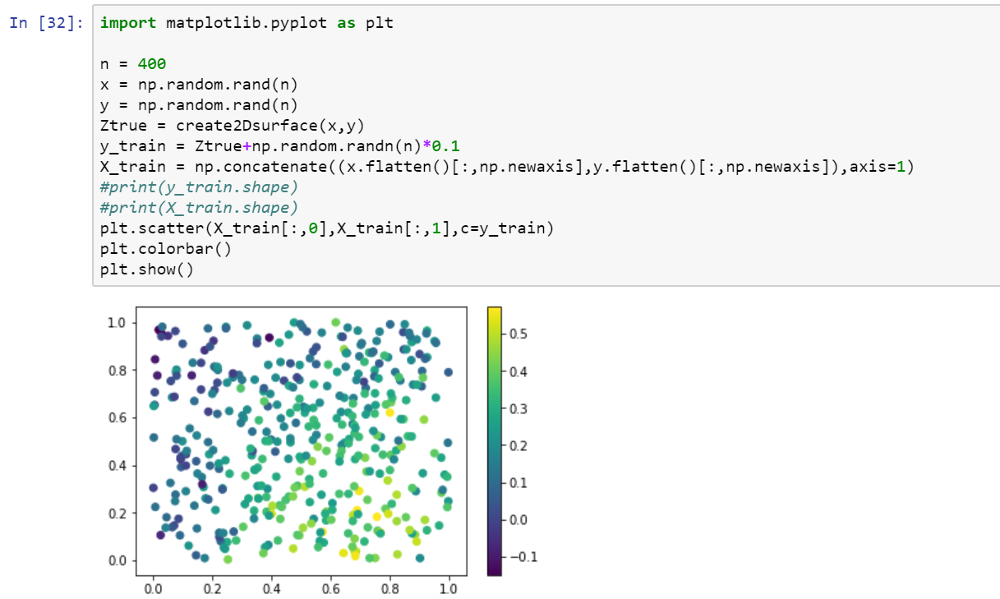 In [32]: import matplotlib.pyplot as plt
n = 400
x = np.random.rand(n)
y = np.random.rand(n)
Ztrue = create2Dsurface(x,y)
y_train = Ztrue+np.random.randn(n)*0.1
X_train = np.concatenate((x.flatten()[:,np.newaxis],y.flatten()[:,np.newaxis]),axis=1)
#print(y_train.shape)
#print(X_train.shape)
plt.scatter(X_train[:,0],X_train[:,1],c=y_train)
plt.colorbar()
plt.show()
1.0
0.8
0.6
0.4
0.2
0.0
0.0 0.2 0.4 0.6 0.8 1.0
0.5
0.4
0.3
0.2
0.1
0.0
−0.1